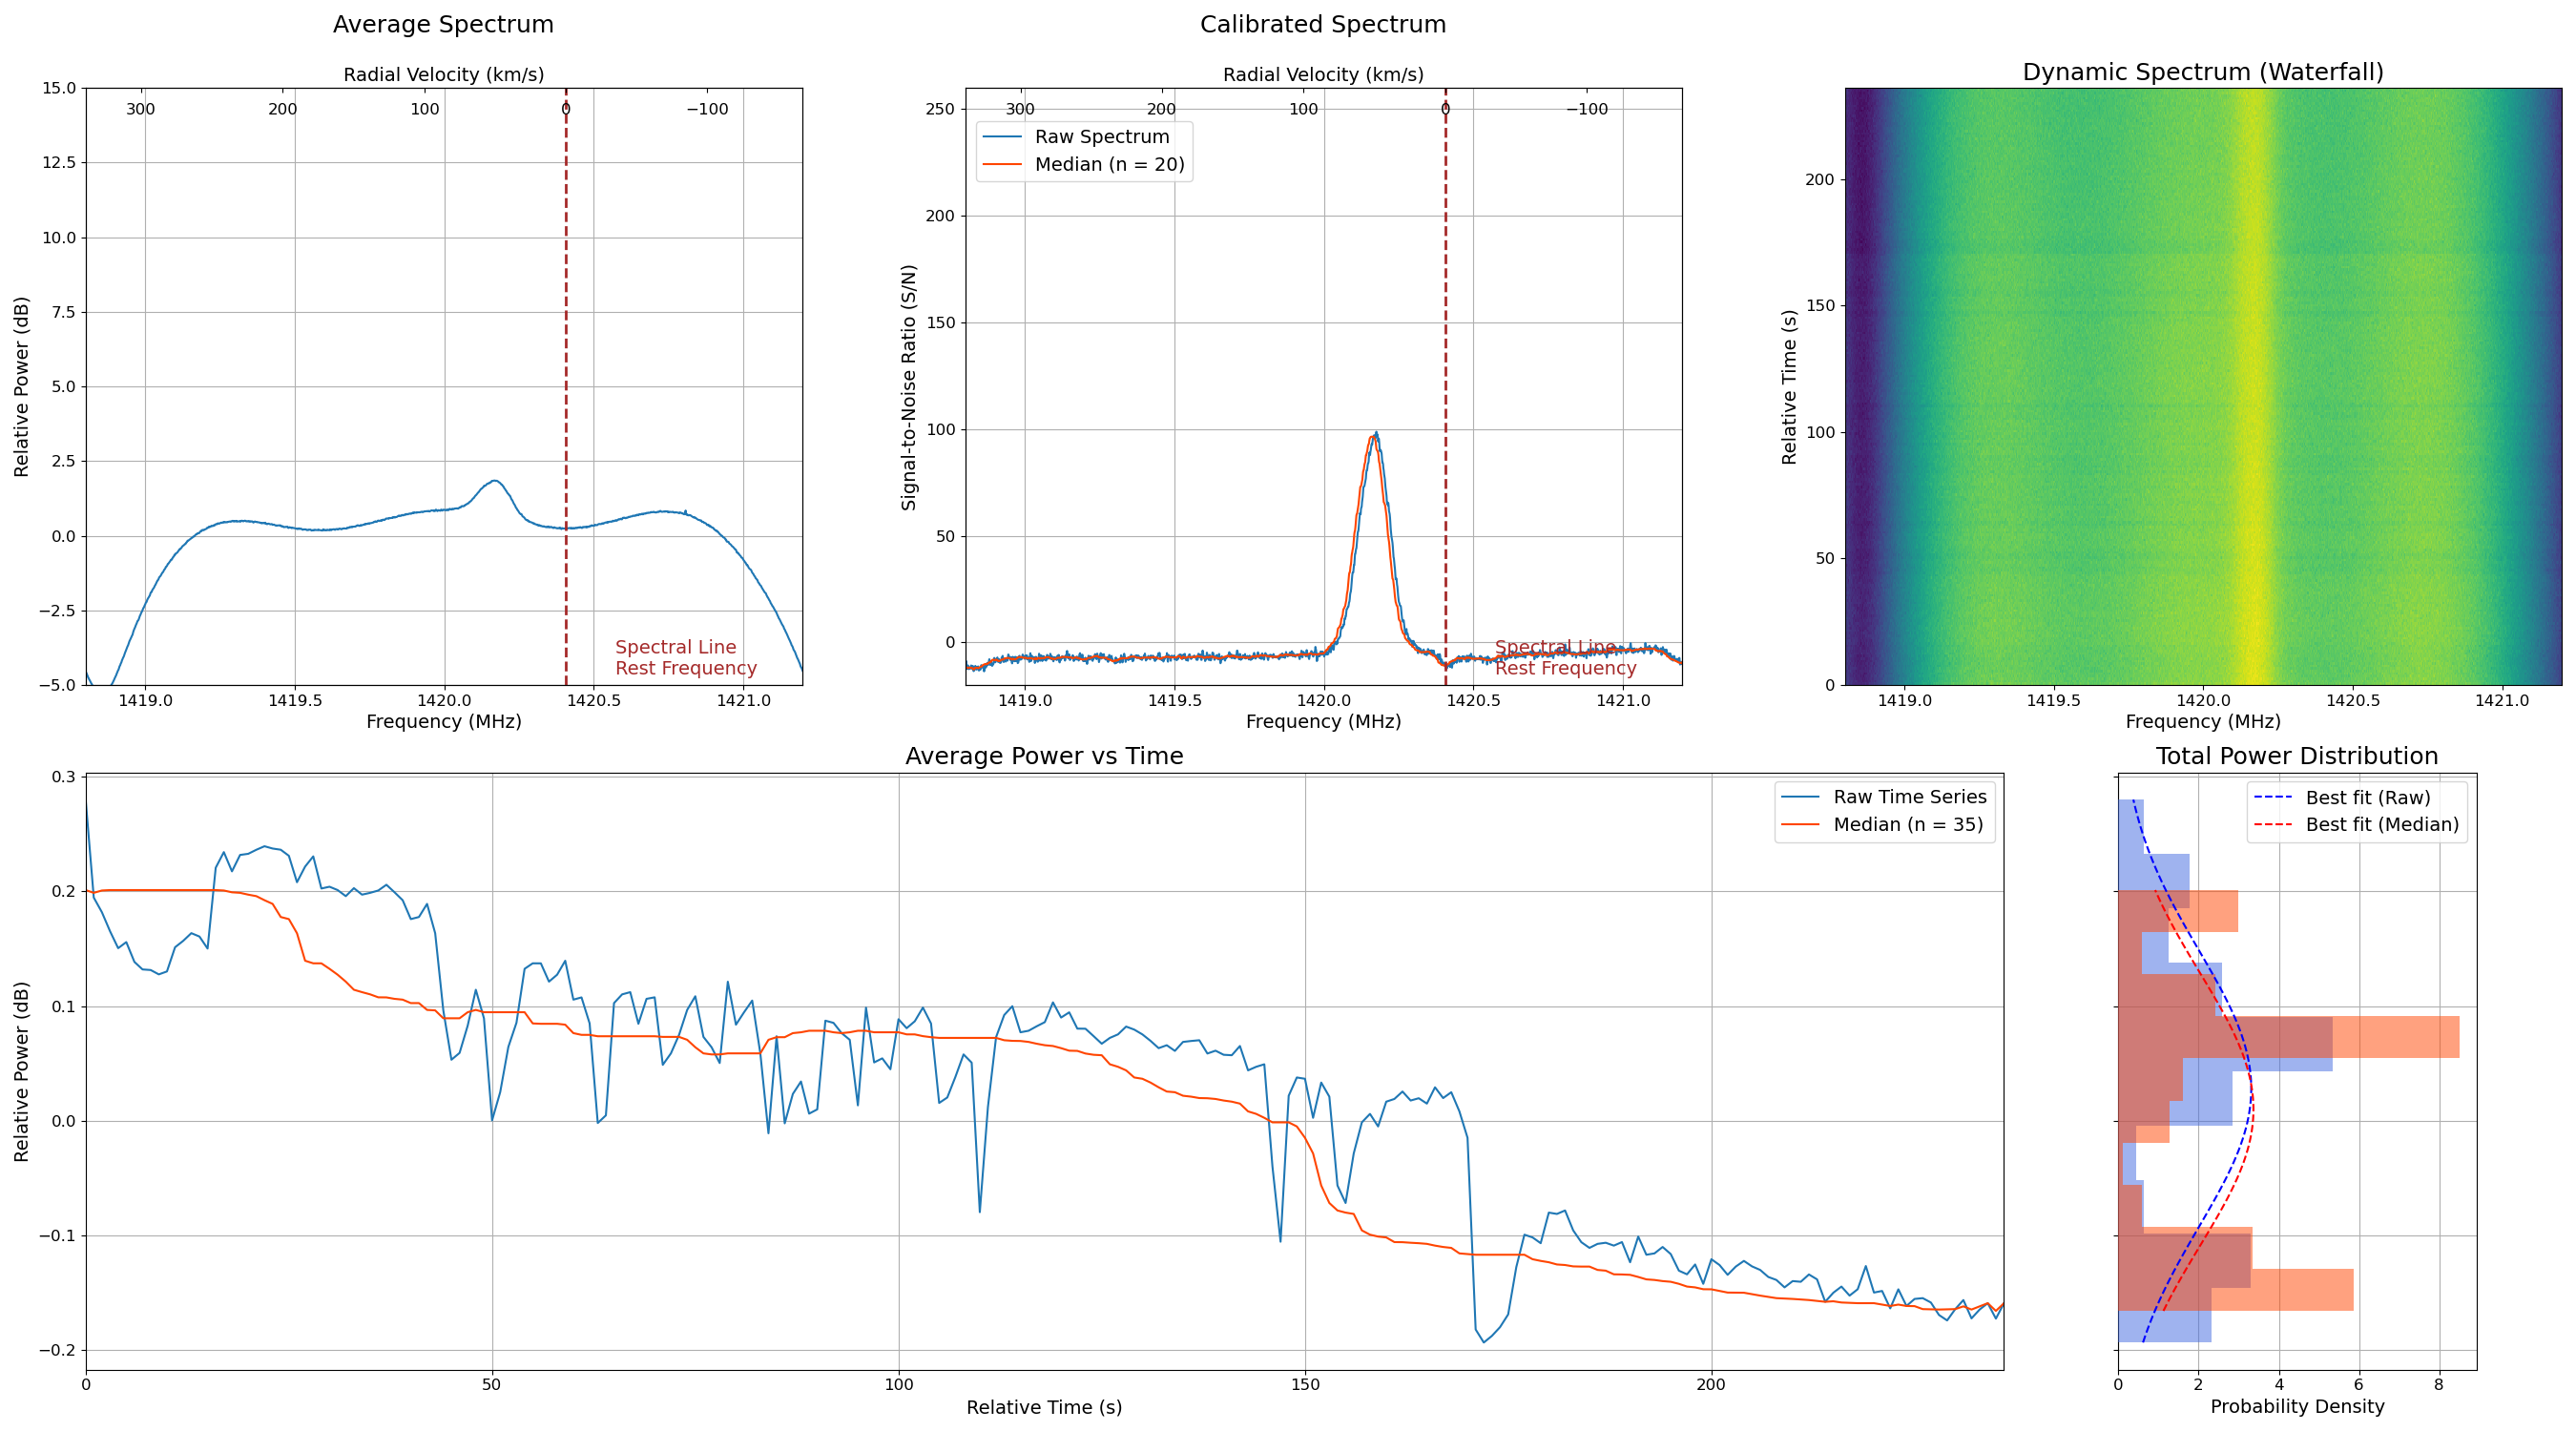 Average Spectrum
Radial Velocity (km/s)
300 200 100 0 −100
15.0
12.5
10.0
7.5
5.0
2.5
0.0
−2.5
−5.0
Relative Power (dB)
Spectral Line
Rest Frequency
1419.0 1419.5 1420.0 1420.5 1421.0
Frequency (MHz)
Calibrated Spectrum
Radial Velocity (km/s)
300 200 100 0 −100
Raw Spectrum
Median (n = 20)
250
200
150
100
50
0
Signal-to-Noise Ratio (S/N)
Spectral Line
Rest Frequency
1419.0 1419.5 1420.0 1420.5 1421.0
Frequency (MHz)
Dynamic Spectrum (Waterfall)
200
150
100
50
0
Relative Time (s)
1419.0 1419.5 1420.0 1420.5 1421.0
Frequency (MHz)
Average Power vs Time
Raw Time Series
Median (n = 35)
0.3
0.2
0.1
0.0
−0.1
−0.2
Relative Power (dB)
0 50 100 150 200
Relative Time (s)
Total Power Distribution
Best fit (Raw)
Best fit (Median)
0 2 4 6 8
Probability Density